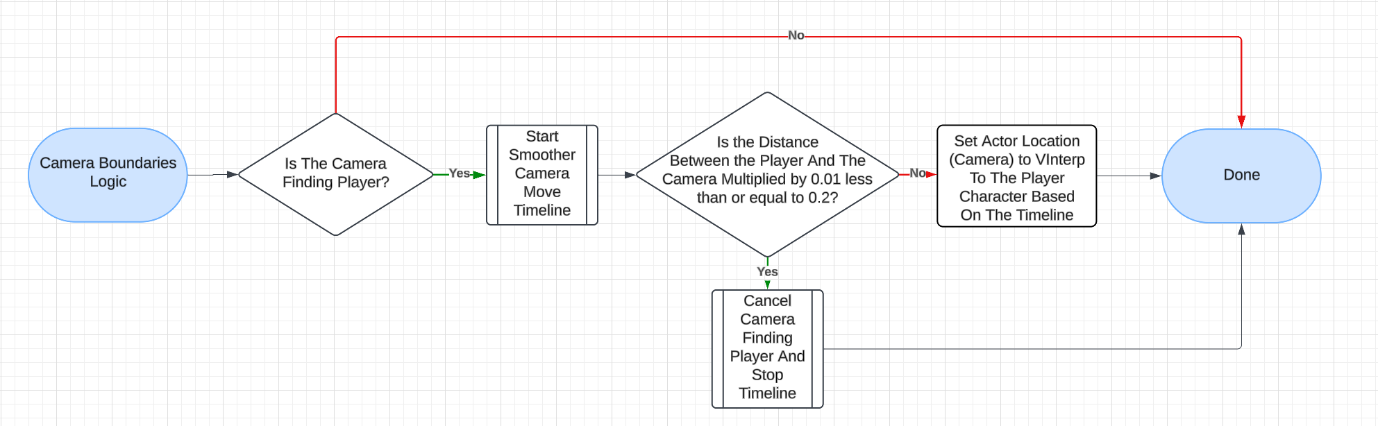 No
Camera Boundaries
Logic
Is The Camera
Finding Player?
Yes
Start
Smoother
Camera
Move
Timeline
Is the Distance
Between the Player And The
Camera Multiplied by 0.01 less
than or equal to 0.2?
No
Set Actor Location
(Camera) to VInterp
To The Player
Character Based
On The Timeline
Done
Yes
Cancel
Camera
Finding
Player And
Stop
Timeline